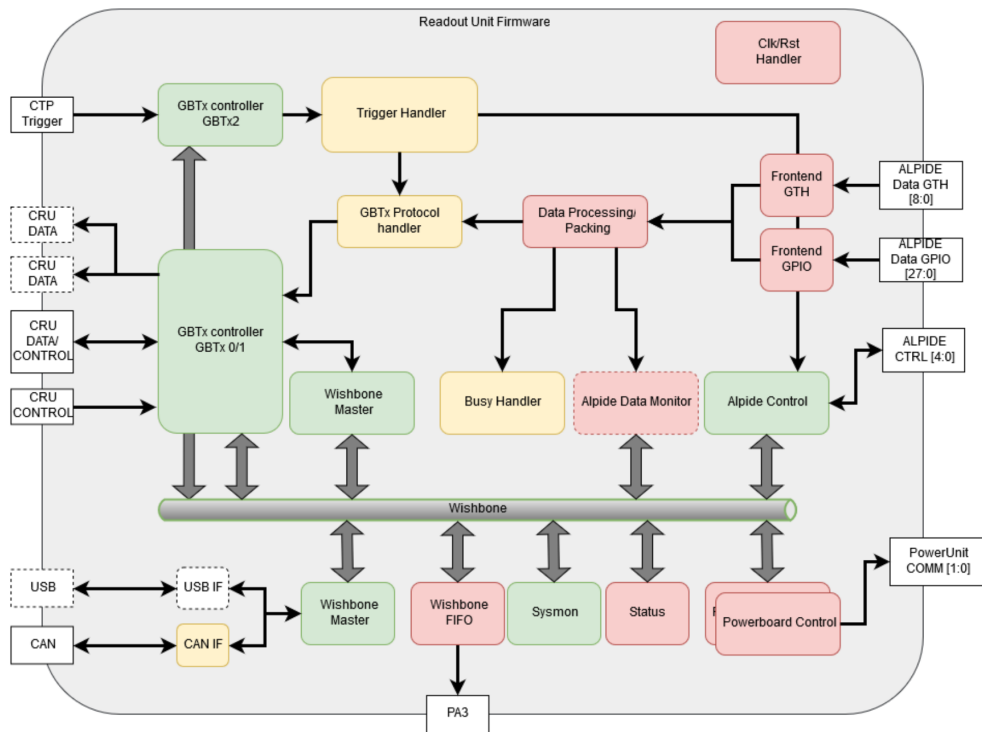 Readout Unit Firmware
Clk/Rst
Handler
CTP
Trigger
GBTx controller
GBTx2
Trigger Handler
Frontend
GTH
ALPIDE
Data GTH
[8:0]
CRU
DATA
GBTx Protocol
handler
Data Processing/
Packing
Frontend
GPIO
ALPIDE
Data GPIO
[27:0]
CRU
DATA
CRU
DATA/
CONTROL
GBTx controller
GBTx 0/1
ALPIDE
CTRL [4:0]
CRU
CONTROL
Wishbone
Master
Busy Handler
Alpide Data Monitor
Alpide Control
Wishbone
USB
USB IF
CAN
CAN IF
Wishbone
Master
Wishbone
FIFO
Sysmon
Status
Powerboard Control
PowerUnit
COMM [1:0]
PA3